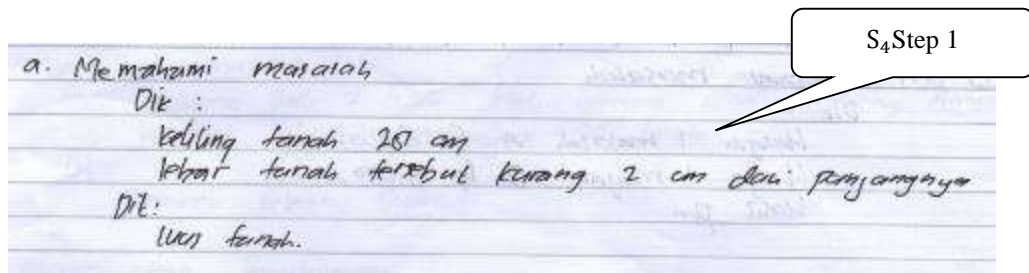 S₄Step 1
a. Memahami masalah
Dik :
keliling tanah 20 cm
lebar tanah tersebut kurang 2 cm dari panjangnya
Dit :
luas tanah.